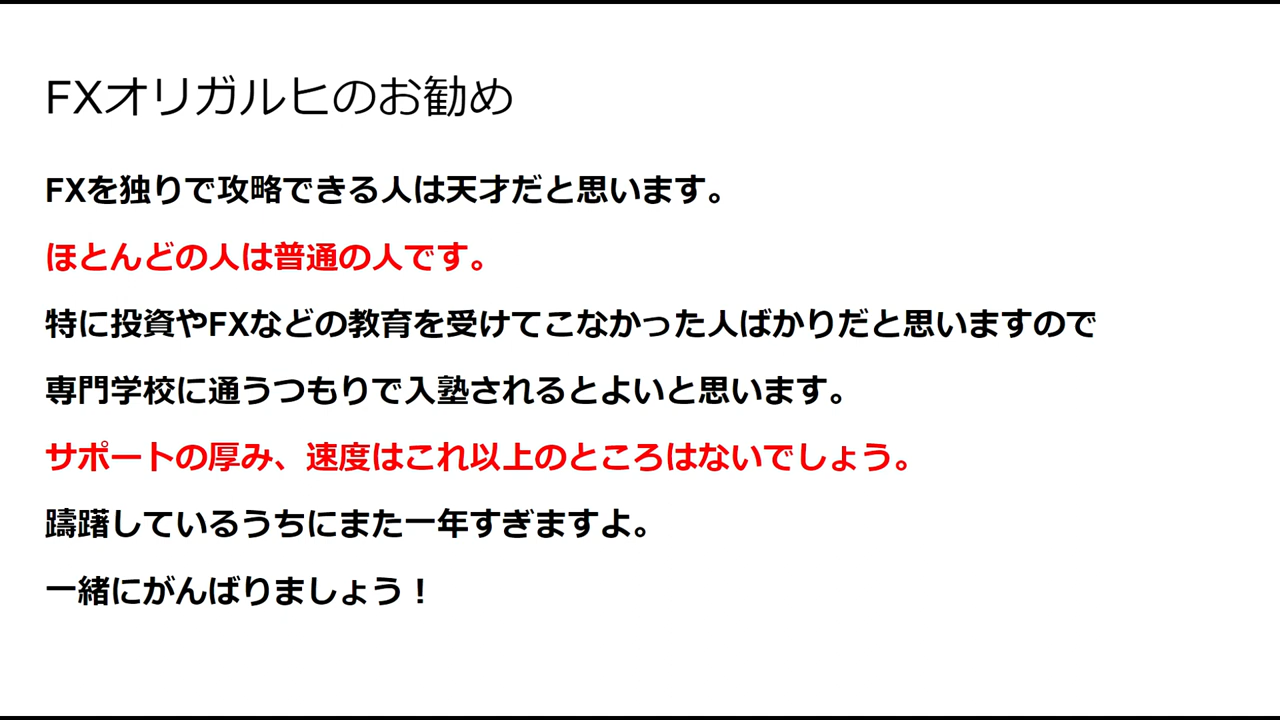 FXオリガルヒのお勧め
FXを独りで攻略できる人は天才だと思います。
ほとんどの人は普通の人です。
特に投資やFXなどの教育を受けてこなかった人ばかりだと思いますので
専門学校に通うつもりで入塾されるとよいと思います。
サポートの厚み、速度はこれ以上のところはないでしょう。
躊躇しているうちにまた一年すぎますよ。
一緒にがんばりましょう！